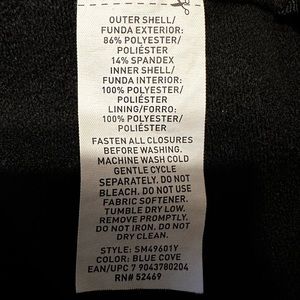 OUTER SHELL/
FUNDA EXTERIOR:
86% POLYESTER/
POLIÉSTER
14% SPANDEX
INNER SHELL/
FUNDA INTERIOR:
100% POLYESTER/
POLIÉSTER
LINING/FORRO:
100% POLYESTER/
POLIÉSTER
FASTEN ALL CLOSURES
BEFORE WASHING.
MACHINE WASH COLD
GENTLE CYCLE
SEPARATELY. DO NOT
BLEACH. DO NOT USE
FABRIC SOFTENER.
TUMBLE DRY LOW.
REMOVE PROMPTLY.
DO NOT IRON. DO NOT
DRY CLEAN.
STYLE: SM49601Y
COLOR: BLUE COVE
EAN/UPC 7 9043780204
RN# 52469